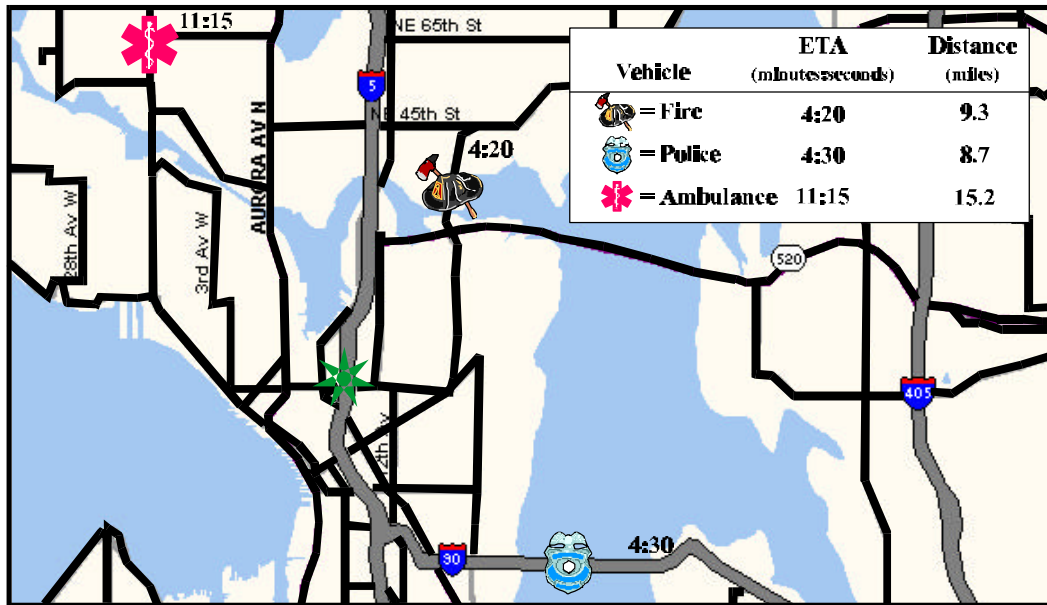 11:15
NE 65th St
5
NE 45th St
4:20
AURORA AV N
28th Av W
3rd Av W
520
405
12th Av
90
4:30
ETA Distance
Vehicle (minutes:seconds) (miles)
= Fire 4:20 9.3
= Police 4:30 8.7
= Ambulance 11:15 15.2